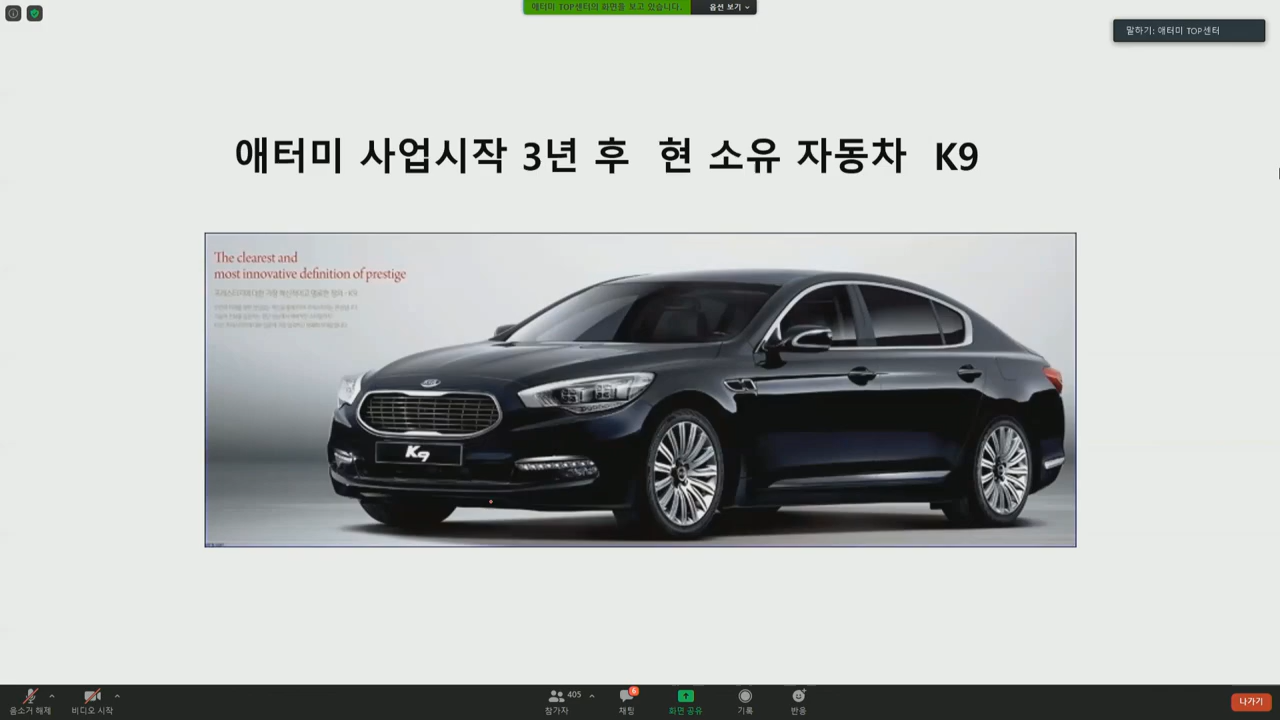 애터미 TOP센터의 화면을 보고 있습니다. 옵션 보기
말하기: 애터미 TOP센터
애터미 사업시작 3년 후 현 소유 자동차 K9
The clearest and
most innovative definition of prestige
K9
음소거 해제
비디오 시작
405
참가자
6
채팅
화면 공유
기록
반응
나가기